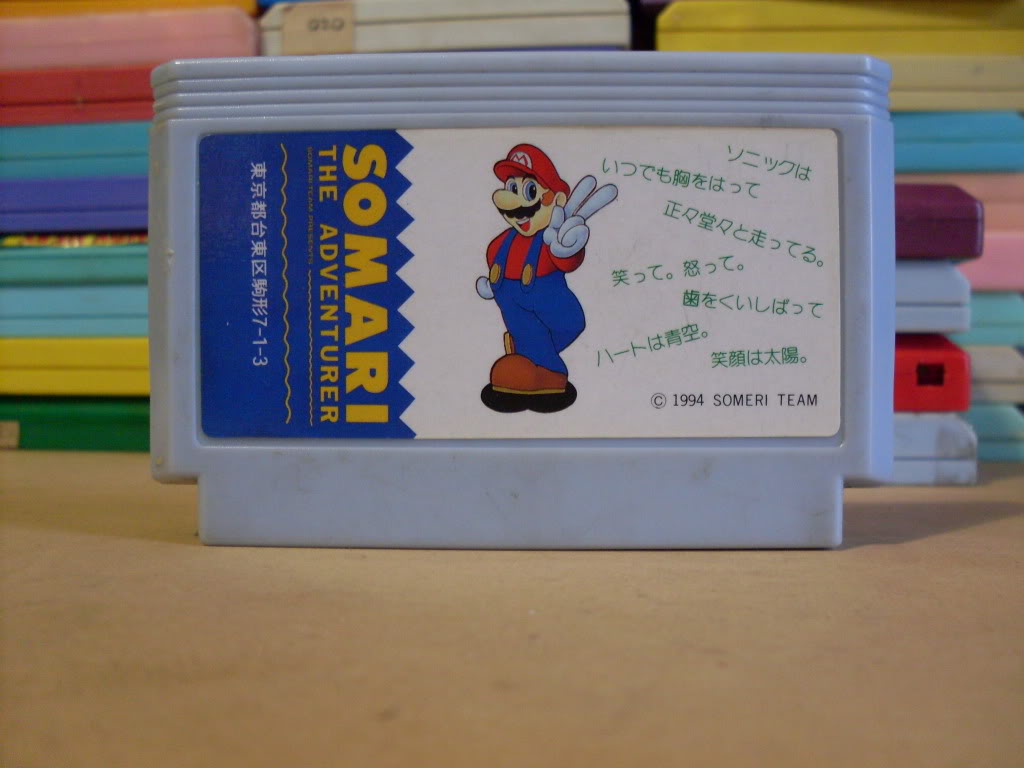 SOMARI
THE ADVENTURER
SOMARI TEAM PRESENTS
東京都台東区駒形7-1-3
M
ソニックは
いつでも胸をはって
正々堂々と走ってる。
笑って。怒って。
歯をくいしばって
ハートは青空。
笑顔は太陽。
© 1994 SOMERI TEAM